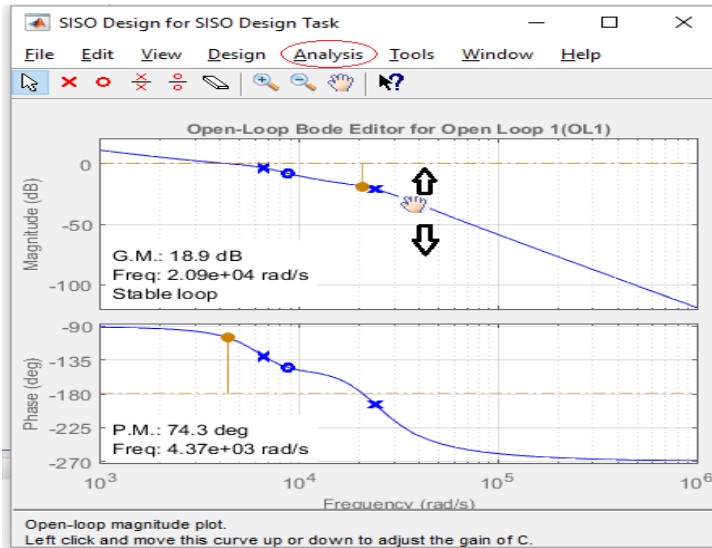 SISO Design for SISO Design Task
File Edit View Design Analysis Tools Window Help
Open-Loop Bode Editor for Open Loop 1(OL1)
0
-50
-100
Magnitude (dB)
G.M.: 18.9 dB
Freq: 2.09e+04 rad/s
Stable loop
-90
-135
-180
-225
-270
Phase (deg)
P.M.: 74.3 deg
Freq: 4.37e+03 rad/s
10^3 10^4 10^5 10^6
Frequency (rad/s)
Open-loop magnitude plot.
Left click and move this curve up or down to adjust the gain of C.